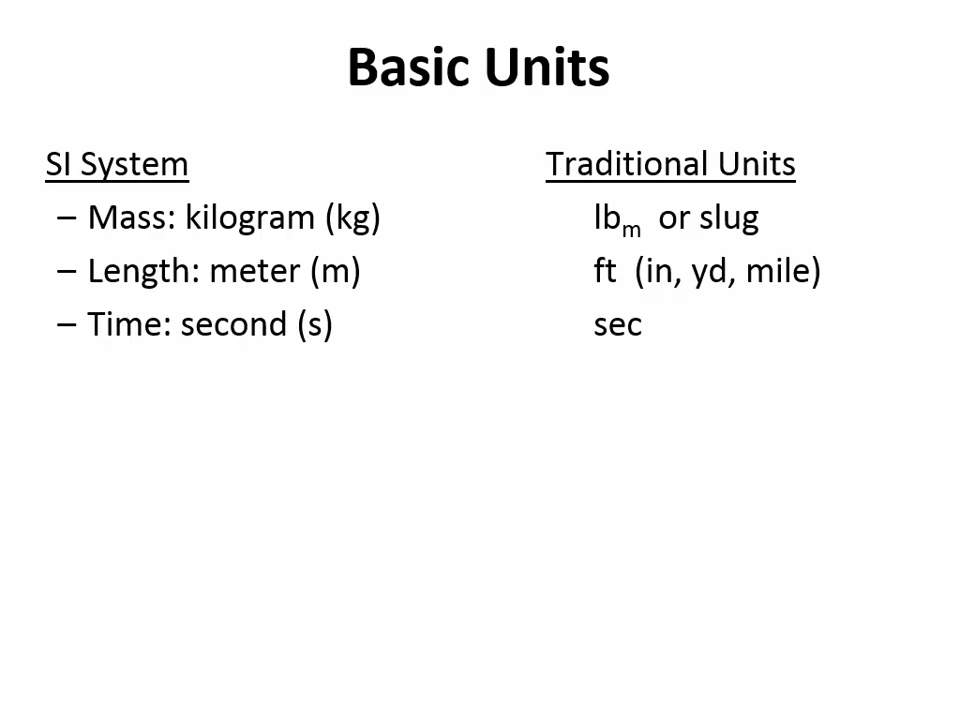 Basic Units
SI System Traditional Units
– Mass: kilogram (kg) lbm or slug
– Length: meter (m) ft (in, yd, mile)
– Time: second (s) sec